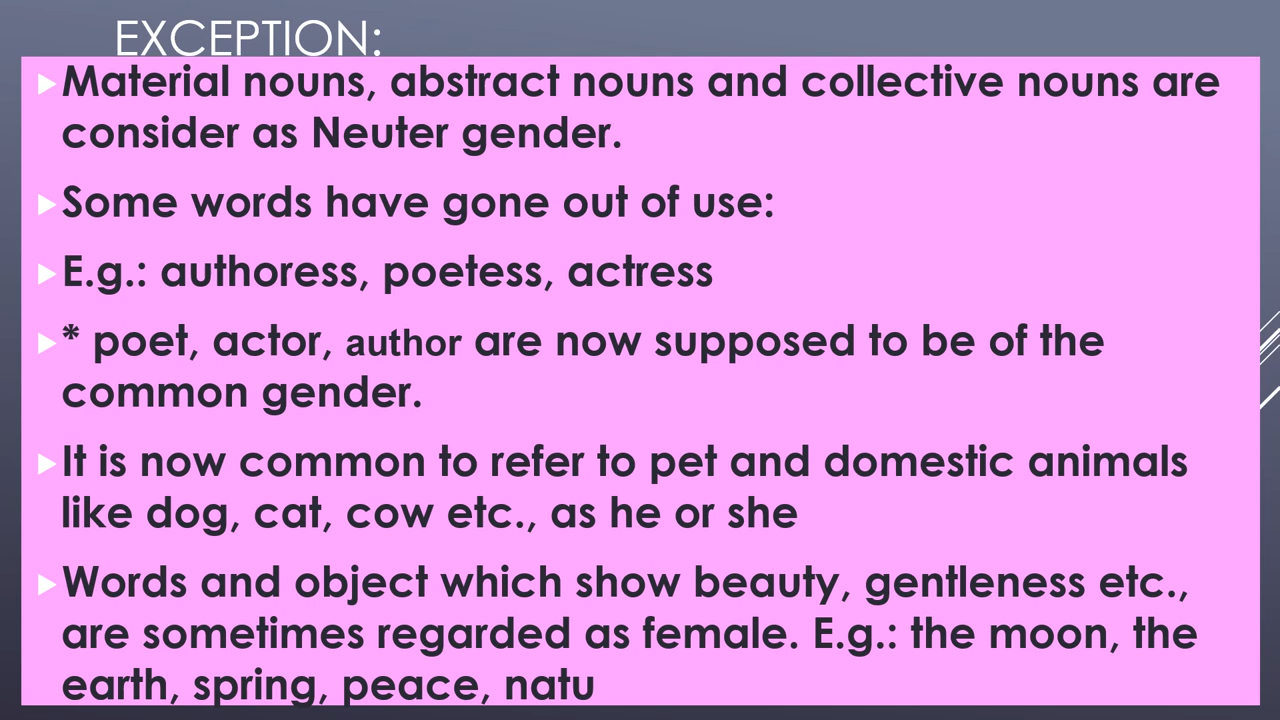 EXCEPTION:
Material nouns, abstract nouns and collective nouns are
consider as Neuter gender.
Some words have gone out of use:
E.g.: authoress, poetess, actress
* poet, actor, author are now supposed to be of the
common gender.
It is now common to refer to pet and domestic animals
like dog, cat, cow etc., as he or she
Words and object which show beauty, gentleness etc.,
are sometimes regarded as female. E.g.: the moon, the
earth, spring, peace, natu